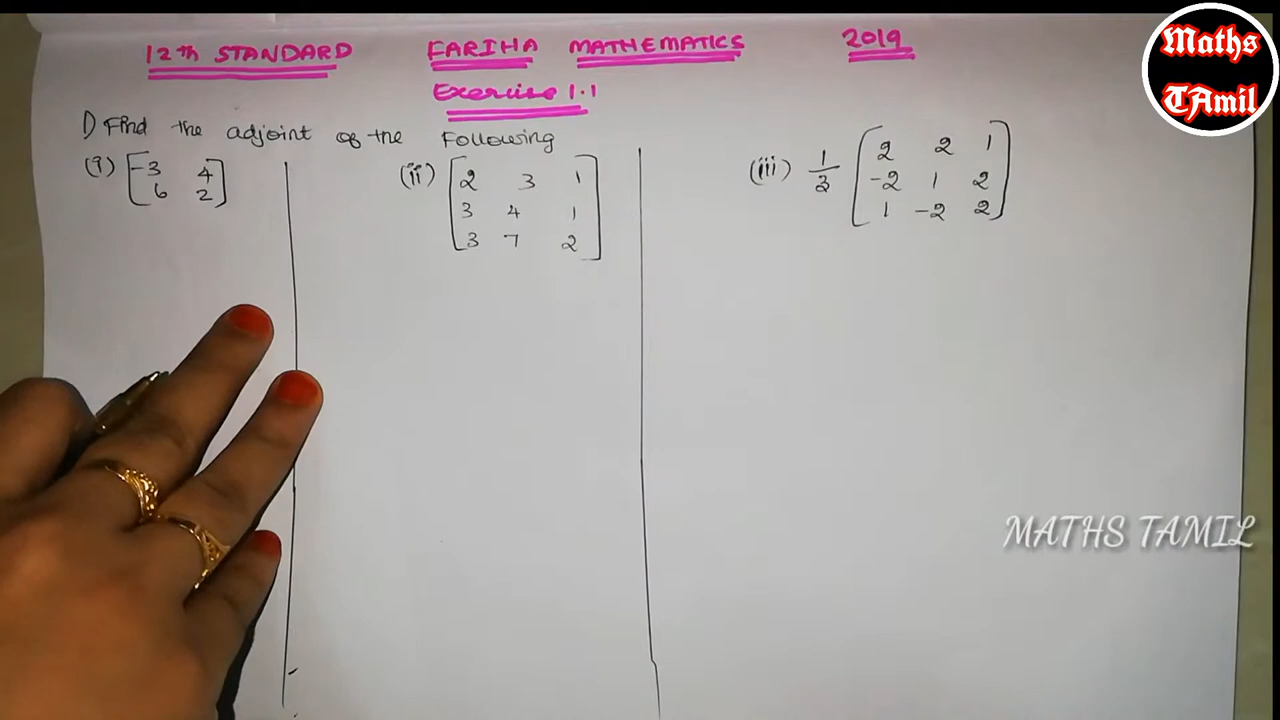 12th STANDARD FARIHA MATHEMATICS 2019
Exercise 1.1
1) Find the adjoint of the following
(i) [-3 4
6 2]
(ii) [2 3 1
3 4 1
3 7 2]
(iii) 1/3 [2 2 1
-2 1 2
1 -2 2]
Maths
TAmil
MATHS TAMIL